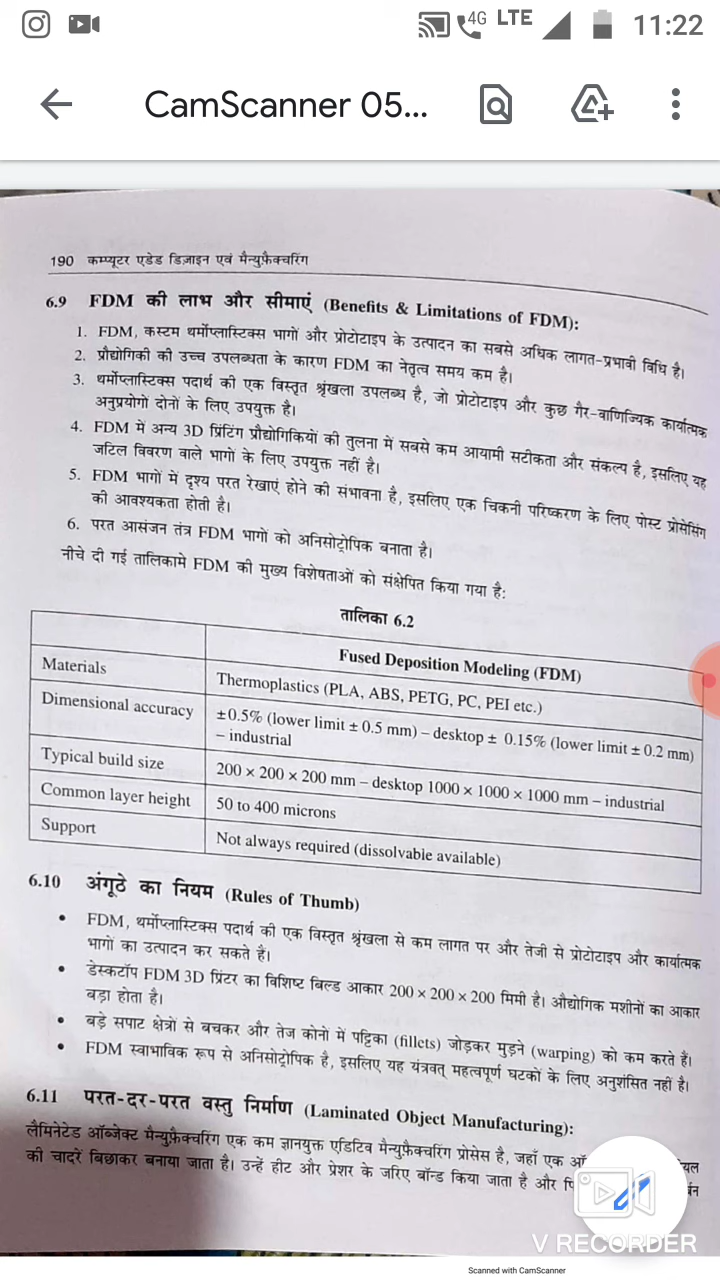 4G LTE 11:22
CamScanner 05...
190 कम्प्यूटर एडेड डिज़ाइन एवं मैन्युफ़ैक्चरिंग
6.9 FDM की लाभ और सीमाएं (Benefits & Limitations of FDM):
1. FDM, कस्टम थर्मोप्लास्टिक्स भागों और प्रोटोटाइप के उत्पादन का सबसे अधिक लागत-प्रभावी विधि है।
2. प्रौद्योगिकी की उच्च उपलब्धता के कारण FDM का नेतृत्व समय कम है।
3. थर्मोप्लास्टिक्स पदार्थ की एक विस्तृत श्रृंखला उपलब्ध है, जो प्रोटोटाइप और कुछ गैर-वाणिज्यिक कार्यात्मक
अनुप्रयोगो दोनों के लिए उपयुक्त है।
4. FDM में अन्य 3D प्रिंटिंग प्रौद्योगिकियों की तुलना में सबसे कम आयामी सटीकता और संकल्प है, इसलिए यह
जटिल विवरण वाले भागों के लिए उपयुक्त नहीं है।
5. FDM भागों में दृश्य परत रेखाएं होने की संभावना है, इसलिए एक चिकनी परिष्करण के लिए पोस्ट प्रोसेसिंग
की आवश्यकता होती है।
6. परत आसंजन तंत्र FDM भागों को अनिसोट्रोपिक बनाता है।
नीचे दी गई तालिकामे FDM की मुख्य विशेषताओं को संक्षेपित किया गया है:
तालिका 6.2
Fused Deposition Modeling (FDM)
Materials Thermoplastics (PLA, ABS, PETG, PC, PEI etc.)
Dimensional accuracy ±0.5% (lower limit ± 0.5 mm) – desktop ± 0.15% (lower limit ± 0.2 mm)
– industrial
Typical build size 200 × 200 × 200 mm – desktop 1000 × 1000 × 1000 mm – industrial
Common layer height 50 to 400 microns
Support Not always required (dissolvable available)
6.10 अंगूठे का नियम (Rules of Thumb)
• FDM, थर्मोप्लास्टिक्स पदार्थ की एक विस्तृत श्रृंखला से कम लागत पर और तेजी से प्रोटोटाइप और कार्यात्मक
भागों का उत्पादन कर सकते हैं।
• डेस्कटॉप FDM 3D प्रिंटर का विशिष्ट बिल्ड आकार 200 × 200 × 200 मिमी है। औद्योगिक मशीनों का आकार
बड़ा होता है।
• बड़े सपाट क्षेत्रों से बचकर और तेज कोनो में पट्टिका (fillets) जोड़कर मुड़ने (warping) को कम करते हैं।
• FDM स्वाभाविक रूप से अनिसोट्रोपिक है, इसलिए यह यंत्रवत् महत्वपूर्ण घटकों के लिए अनुशंसित नहीं है।
6.11 परत-दर-परत वस्तु निर्माण (Laminated Object Manufacturing):
लैमिनेटेड ऑब्जेक्ट मैन्युफ़ैक्चरिंग एक कम ज्ञानयुक्त एडिटिव मैन्युफ़ैक्चरिंग प्रोसेस है, जहाँ एक
की चादरें बिछाकर बनाया जाता है। उन्हें हीट और प्रेशर के जरिए बॉन्ड किया जाता है और
V RECORDER
Scanned with CamScanner